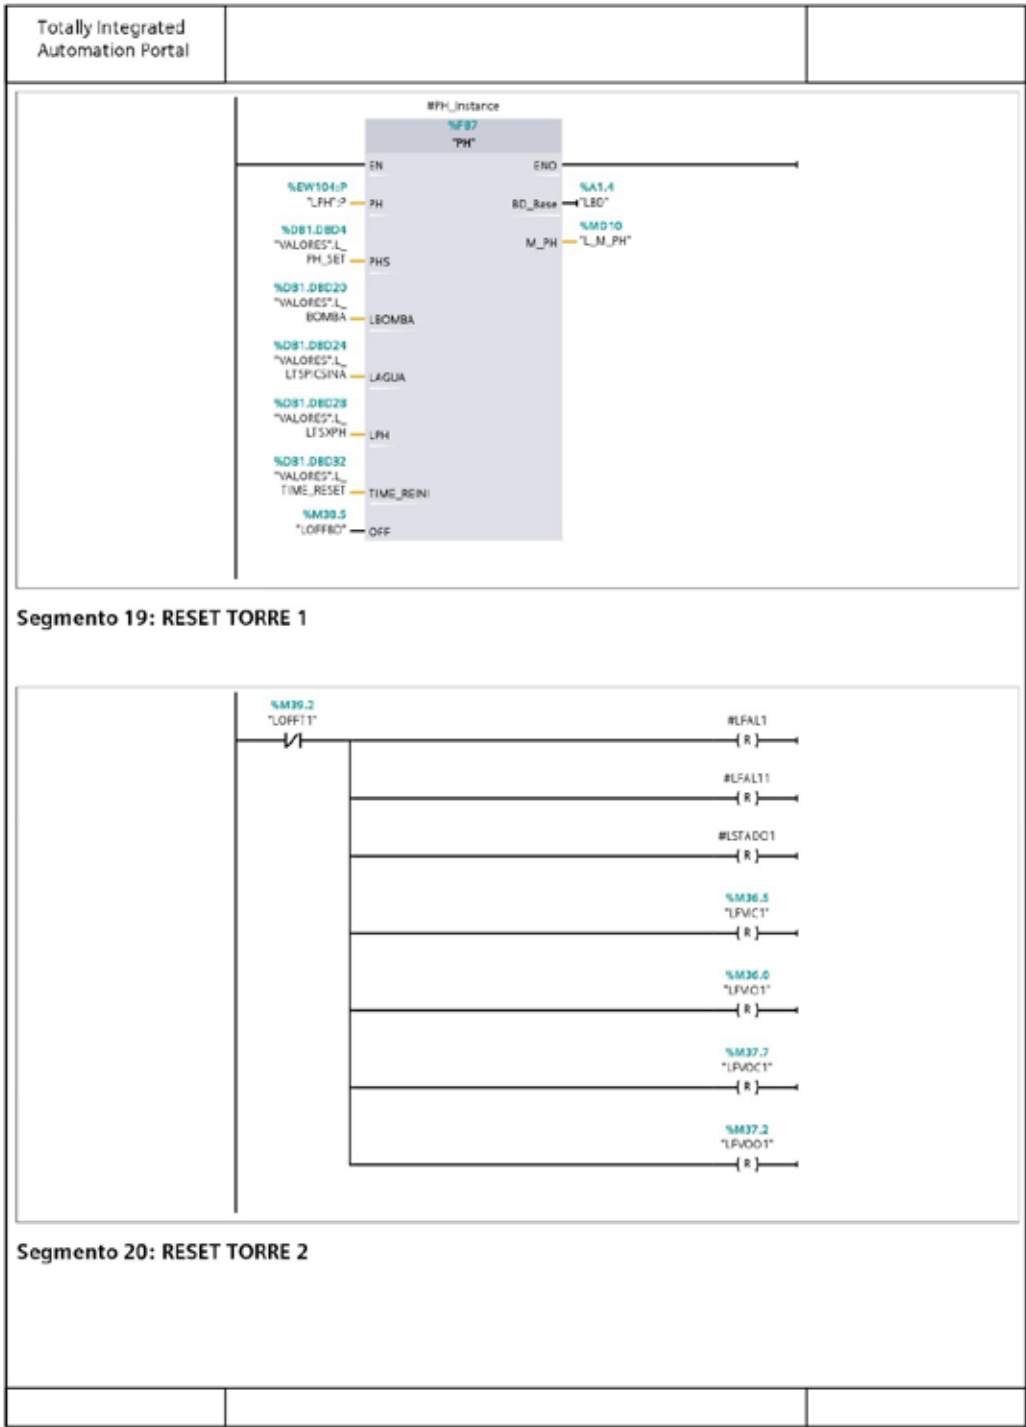 Totally Integrated
Automation Portal
#PH_Instance
%FB7
"PH"
EN
ENO
%EW104:P
"LPH":P
PH
BD_Base
%A1.4
"LBD"
%DB1.DBD4
"VALORES".L_
PH_SET
PHS
M_PH
%MD10
"L_M_PH"
%DB1.DBD20
"VALORES".L_
BOMBA
LBOMBA
%DB1.DBD24
"VALORES".L_
LTSPICSINA
LAGUA
%DB1.DBD28
"VALORES".L_
LTSXPH
LPH
%DB1.DBD32
"VALORES".L_
TIME_RESET
TIME_REINI
%M38.5
"LOFFBD"
OFF
Segmento 19: RESET TORRE 1
%M39.2
"LOFFT1"
#LFAL1
R
#LFAL11
R
#LSTADO1
R
%M36.5
"LFVIC1"
R
%M36.0
"LFVIO1"
R
%M37.7
"LFVOC1"
R
%M37.2
"LFVOO1"
R
Segmento 20: RESET TORRE 2